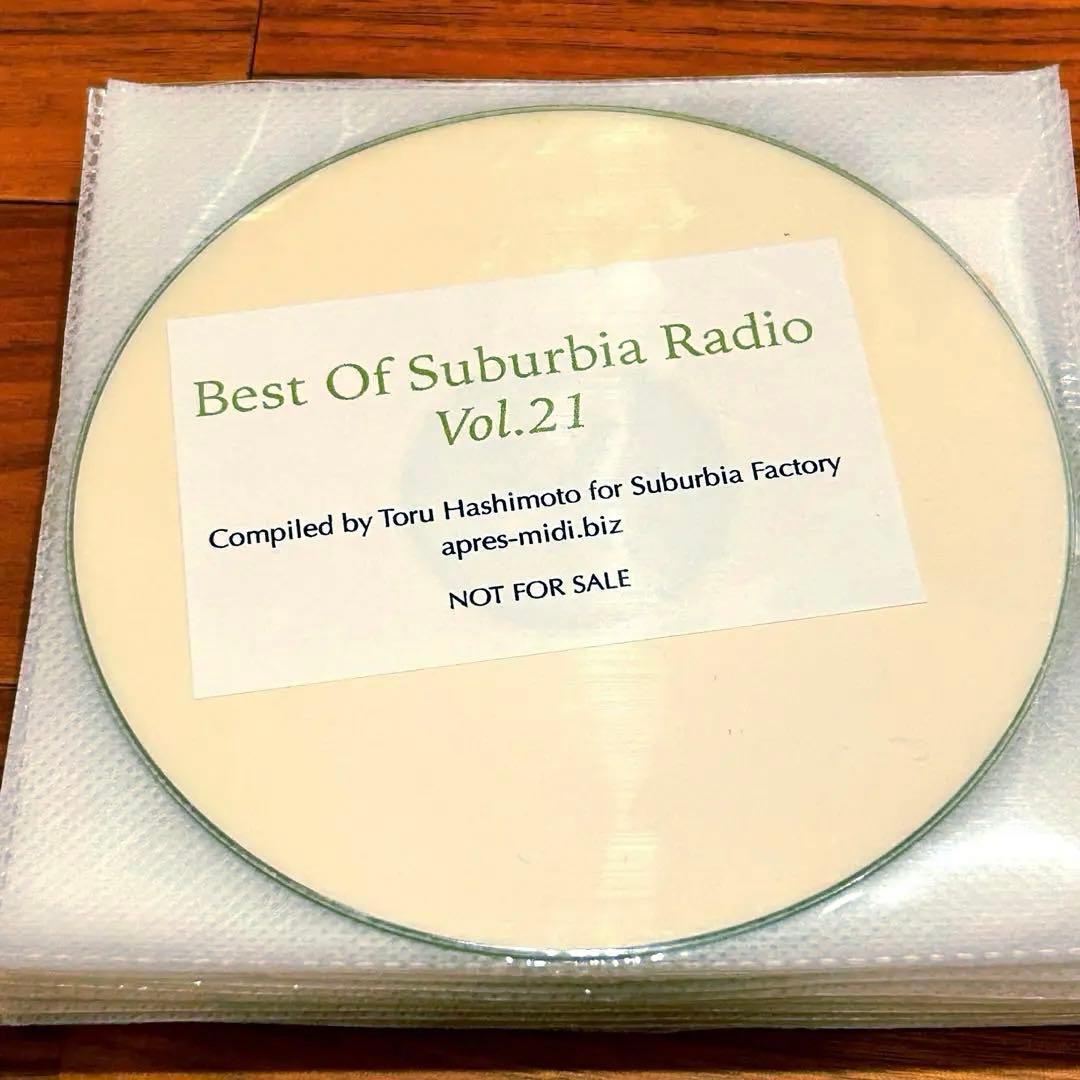 Best Of Suburbia Radio
Vol.21
Compiled by Toru Hashimoto for Suburbia Factory
apres-midi.biz
NOT FOR SALE